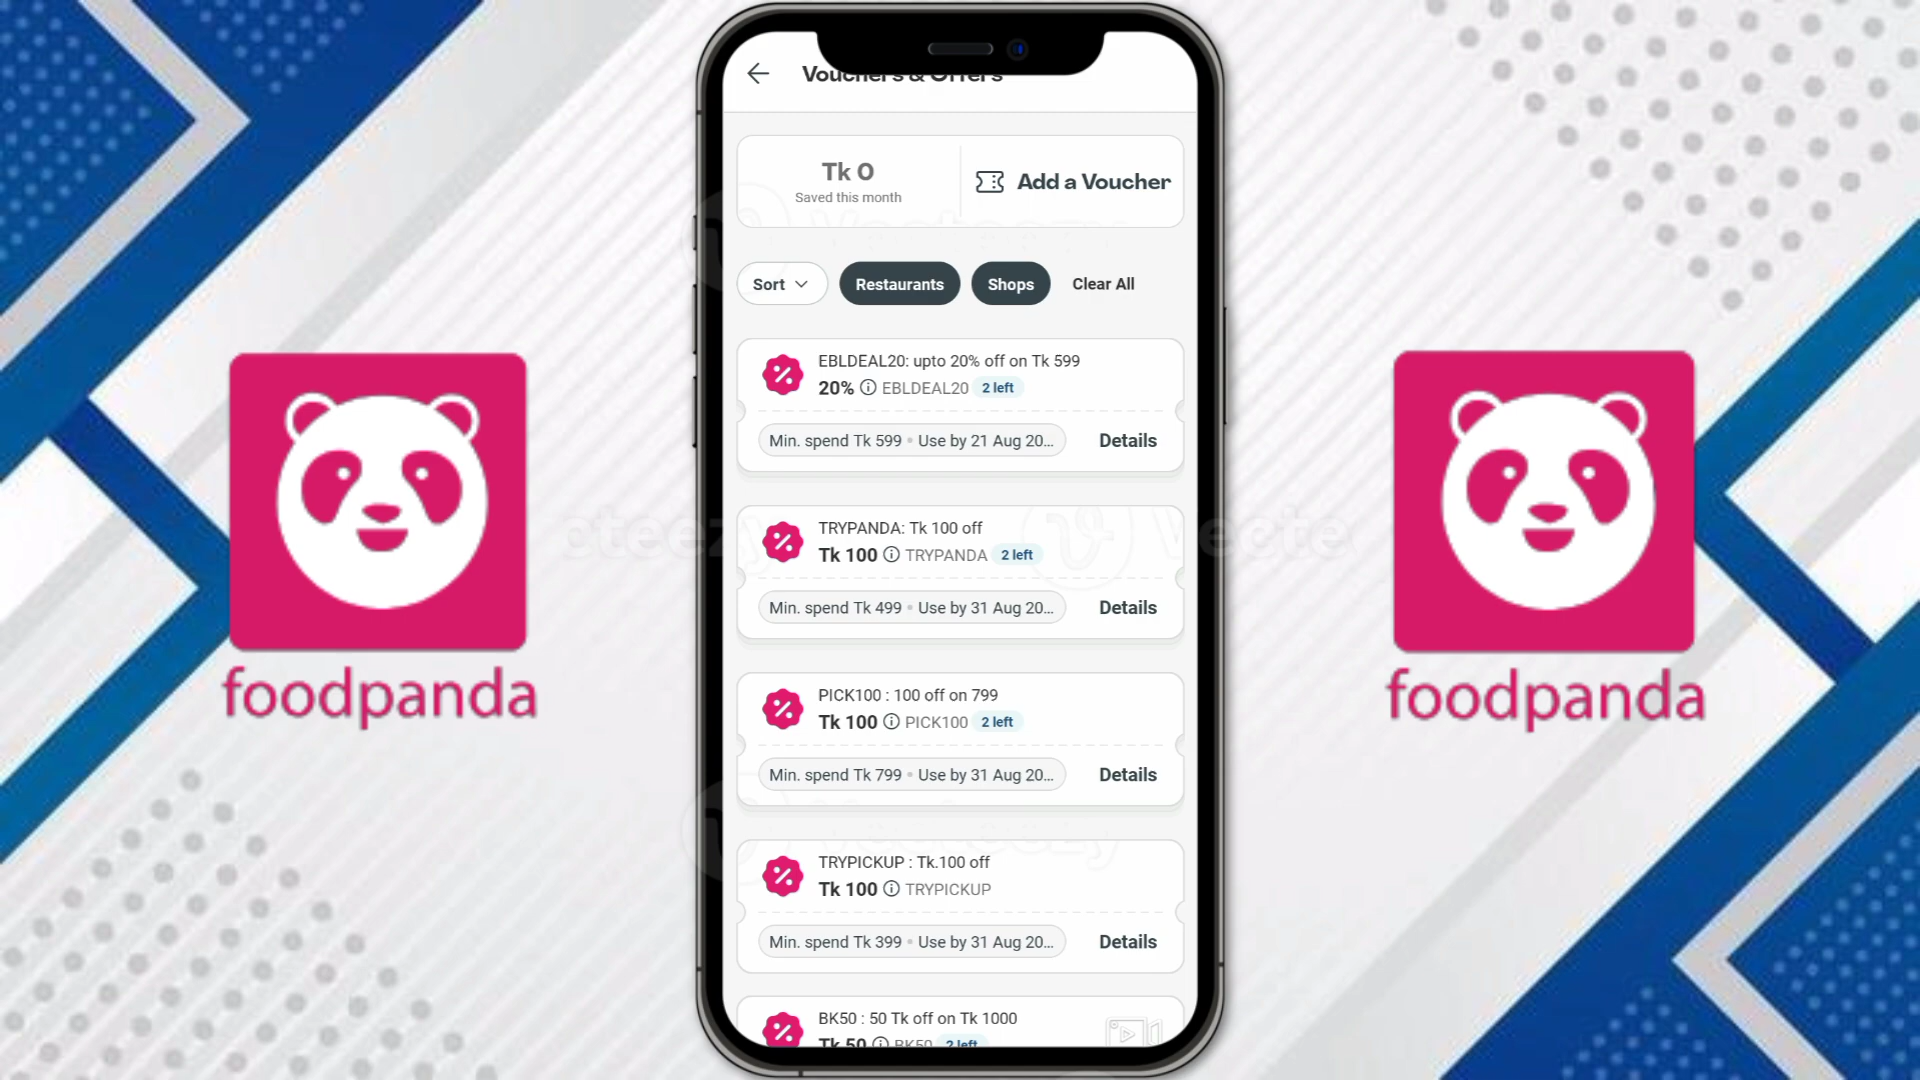 Vouchers & Offers
Tk 0
Saved this month
Add a Voucher
Sort
Restaurants
Shops
Clear All
EBLDEAL20: upto 20% off on Tk 599
20% EBLDEAL20 2 left
Min. spend Tk 599 • Use by 21 Aug 20...
Details
TRYPANDA: Tk 100 off
Tk 100 TRYPANDA 2 left
Min. spend Tk 499 • Use by 31 Aug 20...
Details
PICK100 : 100 off on 799
Tk 100 PICK100 2 left
Min. spend Tk 799 • Use by 31 Aug 20...
Details
TRYPICKUP : Tk.100 off
Tk 100 TRYPICKUP
Min. spend Tk 399 • Use by 31 Aug 20...
Details
BK50 : 50 Tk off on Tk 1000
Tk 50 BK50 2 left
foodpanda
foodpanda